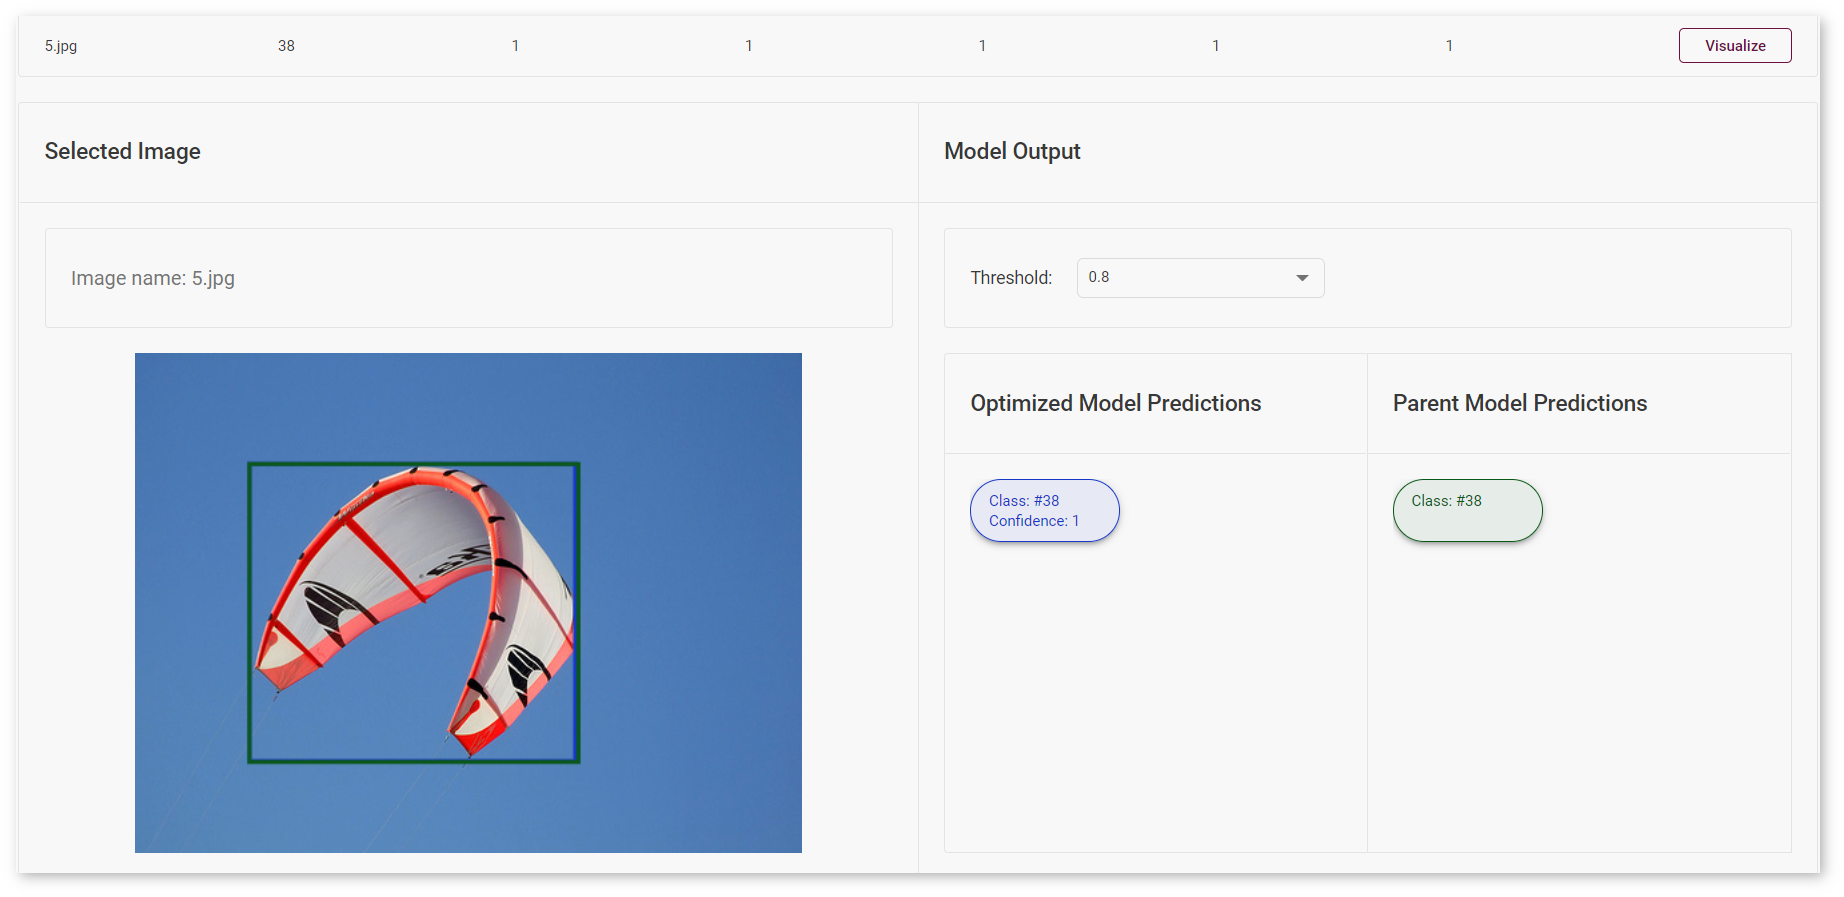 5.jpg 38 1 1 1 1 1 Visualize
Selected Image
Model Output
Image name: 5.jpg
Threshold: 0.8
Optimized Model Predictions
Parent Model Predictions
Class: #38
Confidence: 1
Class: #38